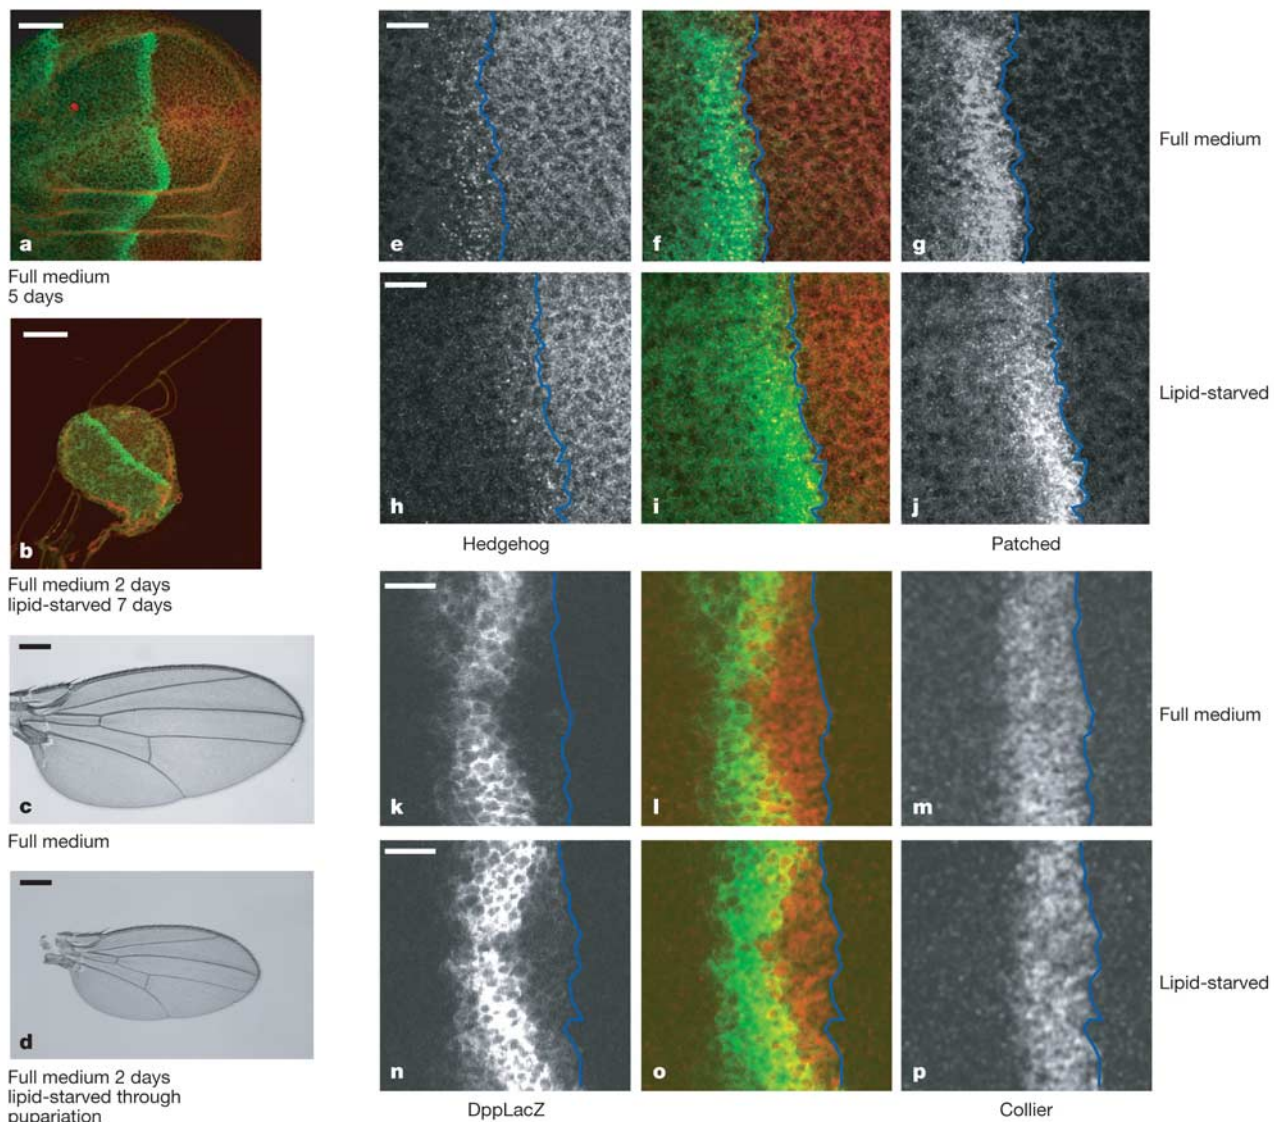 a
Full medium
5 days
b
Full medium 2 days
lipid-starved 7 days
c
Full medium
d
Full medium 2 days
lipid-starved through
pupariation
e
f
g
Full medium
h
i
j
Lipid-starved
Hedgehog
Patched
k
l
m
Full medium
n
o
p
Lipid-starved
DppLacZ
Collier